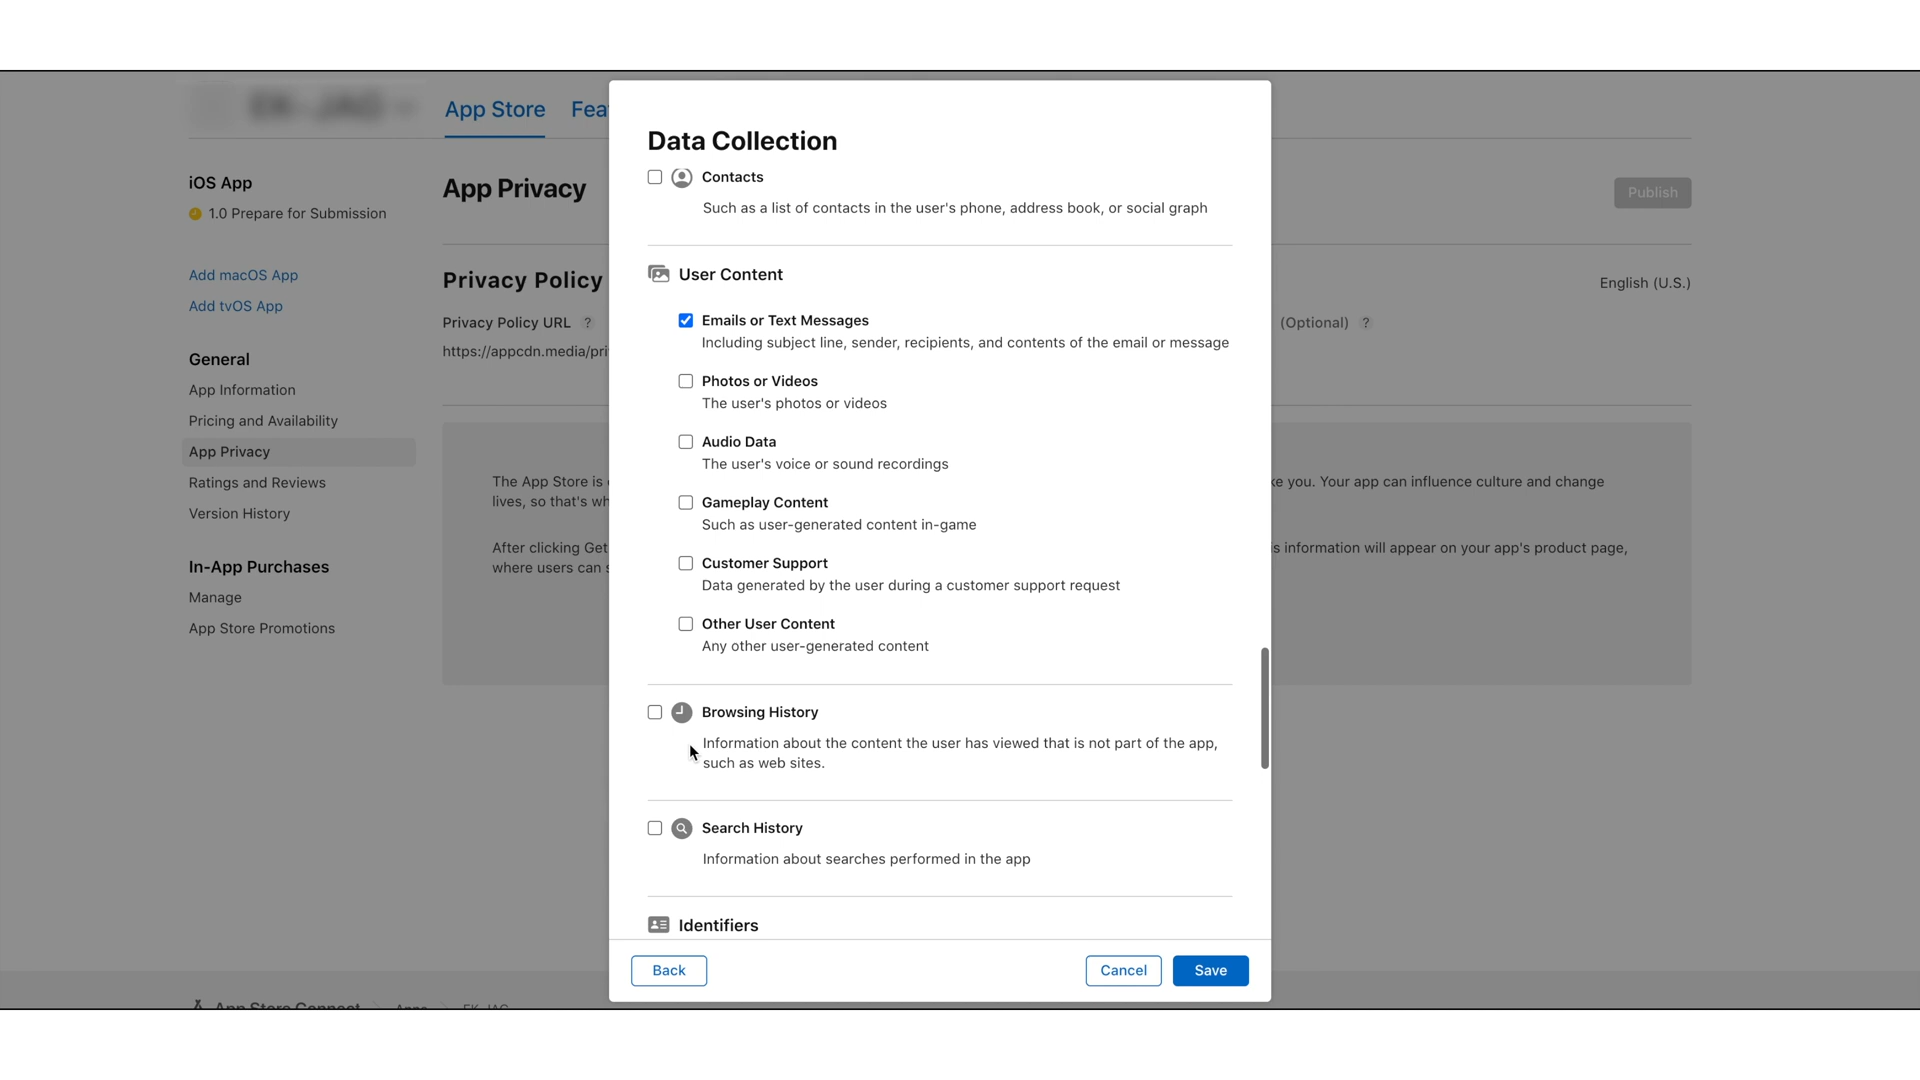 App Store Fea
iOS App
1.0 Prepare for Submission
Add macOS App
Add tvOS App
General
App Information
Pricing and Availability
App Privacy
Ratings and Reviews
Version History
In-App Purchases
Manage
App Store Promotions
App Privacy
Publish
Privacy Policy
English (U.S.)
Privacy Policy URL ?
(Optional) ?
https://appcdn.media/pri
The App Store is
ke you. Your app can influence culture and change
lives, so that's wh
After clicking Get
is information will appear on your app's product page,
where users can s
Data Collection
Contacts
Such as a list of contacts in the user's phone, address book, or social graph
User Content
Emails or Text Messages
Including subject line, sender, recipients, and contents of the email or message
Photos or Videos
The user's photos or videos
Audio Data
The user's voice or sound recordings
Gameplay Content
Such as user-generated content in-game
Customer Support
Data generated by the user during a customer support request
Other User Content
Any other user-generated content
Browsing History
Information about the content the user has viewed that is not part of the app,
such as web sites.
Search History
Information about searches performed in the app
Identifiers
Back
Cancel
Save
App Store Connect Apps EK-JAG